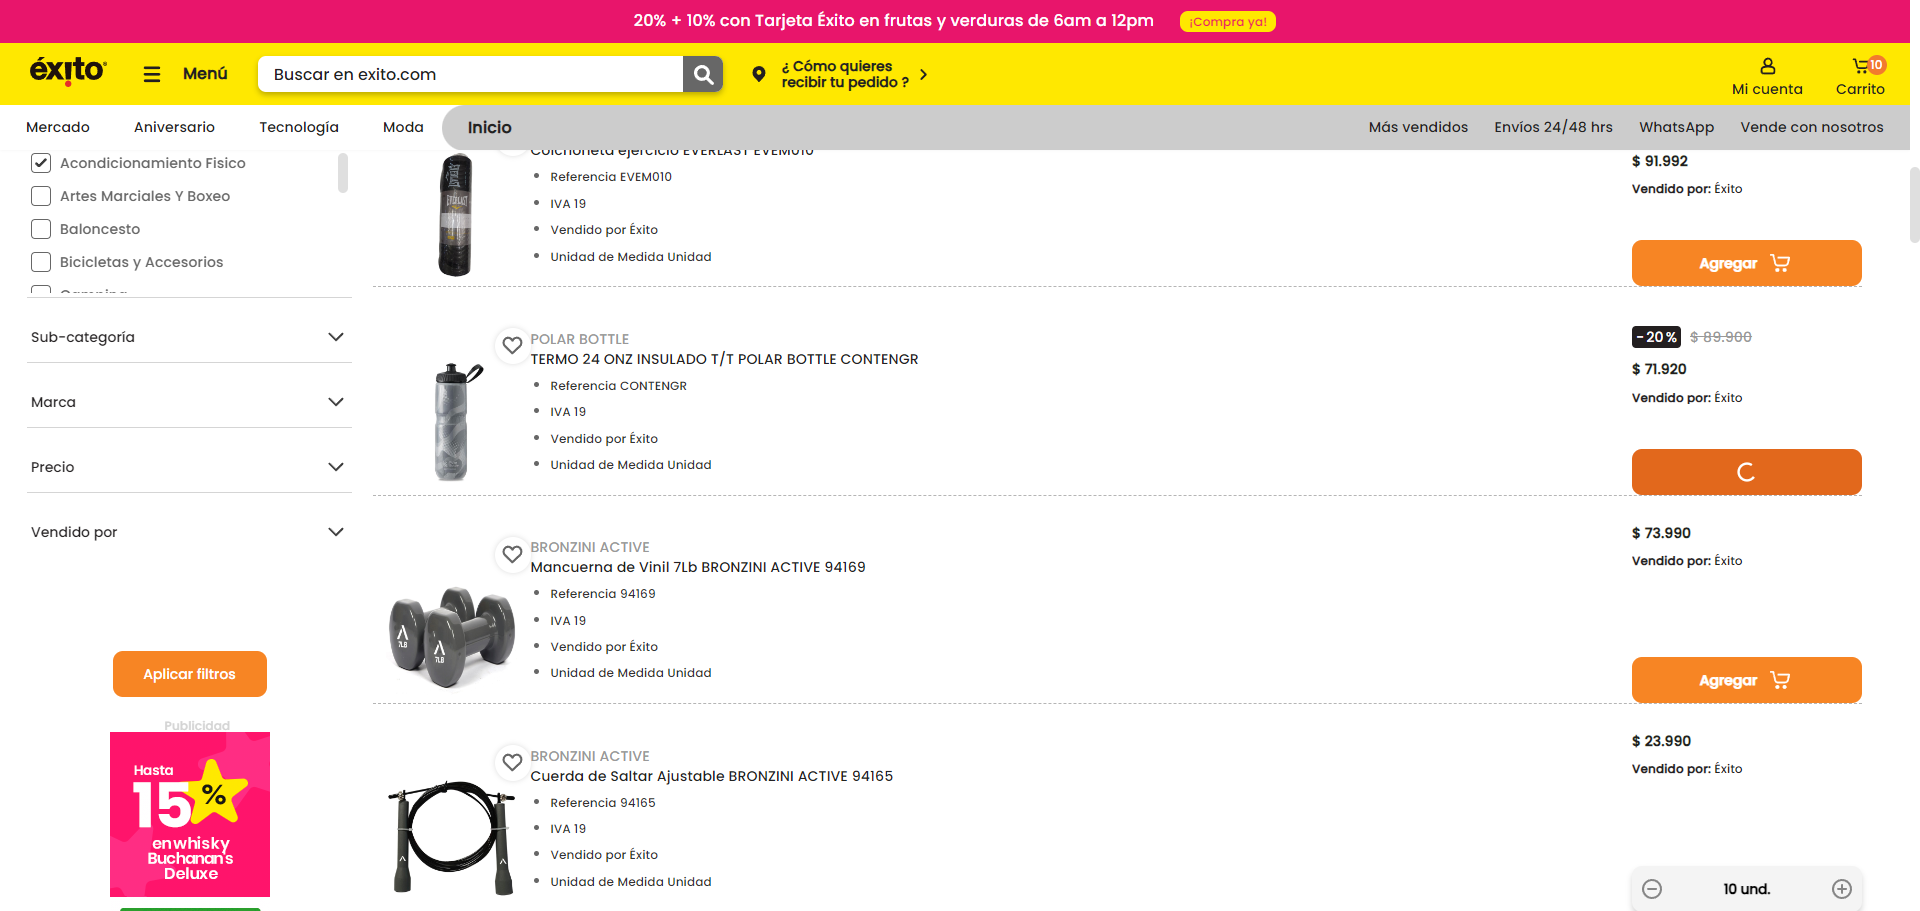 20% + 10% con Tarjeta Éxito en frutas y verduras de 6am a 12pm ¡Compra ya!
éxito
Menú
Buscar en exito.com
¿ Cómo quieres
recibir tu pedido ?
Mi cuenta
10
Carrito
Mercado
Aniversario
Tecnología
Moda
Inicio
Más vendidos
Envíos 24/48 hrs
WhatsApp
Vende con nosotros
Acondicionamiento Fisico
Artes Marciales Y Boxeo
Baloncesto
Bicicletas y Accesorios
Camping
Sub-categoría
Marca
Precio
Vendido por
Aplicar filtros
Publicidad
Hasta
15%
en whisky
Buchanan's
Deluxe
Colchoneta ejercicio EVERLAST EVEM010
Referencia EVEM010
IVA 19
Vendido por Éxito
Unidad de Medida Unidad
$ 91.992
Vendido por: Éxito
Agregar
POLAR BOTTLE
TERMO 24 ONZ INSULADO T/T POLAR BOTTLE CONTENGR
Referencia CONTENGR
IVA 19
Vendido por Éxito
Unidad de Medida Unidad
-20% $ 89.900
$ 71.920
Vendido por: Éxito
BRONZINI ACTIVE
Mancuerna de Vinil 7Lb BRONZINI ACTIVE 94169
Referencia 94169
IVA 19
Vendido por Éxito
Unidad de Medida Unidad
7LB
7LB
$ 73.990
Vendido por: Éxito
Agregar
BRONZINI ACTIVE
Cuerda de Saltar Ajustable BRONZINI ACTIVE 94165
Referencia 94165
IVA 19
Vendido por Éxito
Unidad de Medida Unidad
$ 23.990
Vendido por: Éxito
10 und.